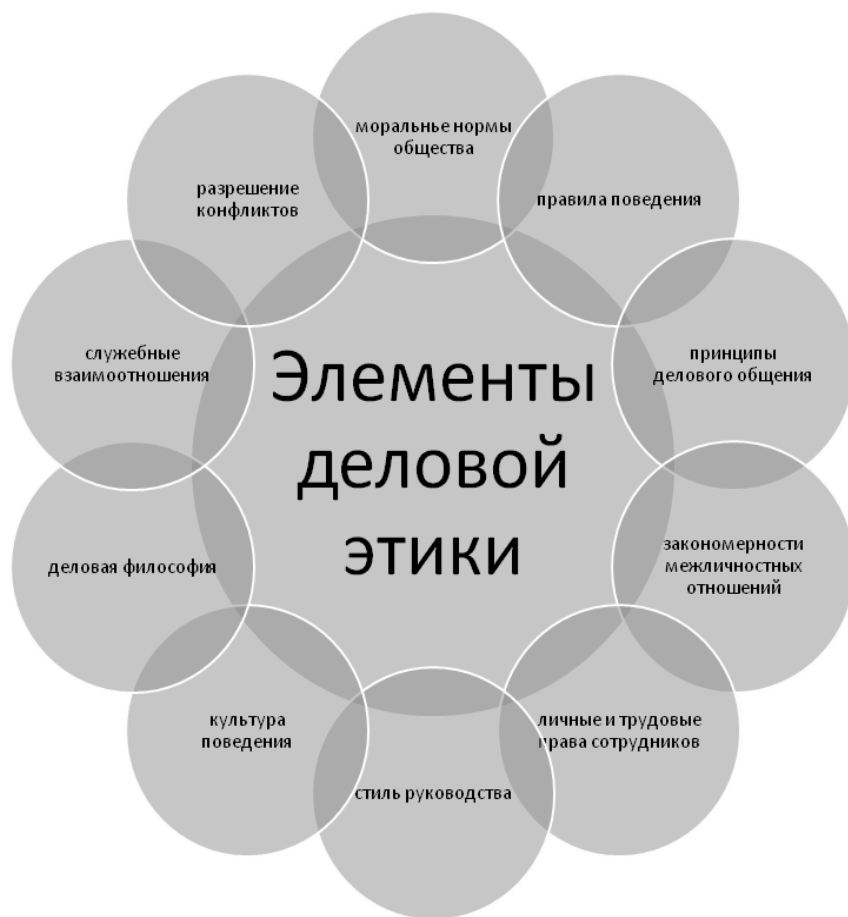 Элементы
деловой
этики
моральные нормы
общества
правила поведения
принципы
делового общения
закономерности
межличностных
отношений
личные и трудовые
права сотрудников
стиль руководства
культура
поведения
деловая философия
служебные
взаимоотношения
разрешение
конфликтов